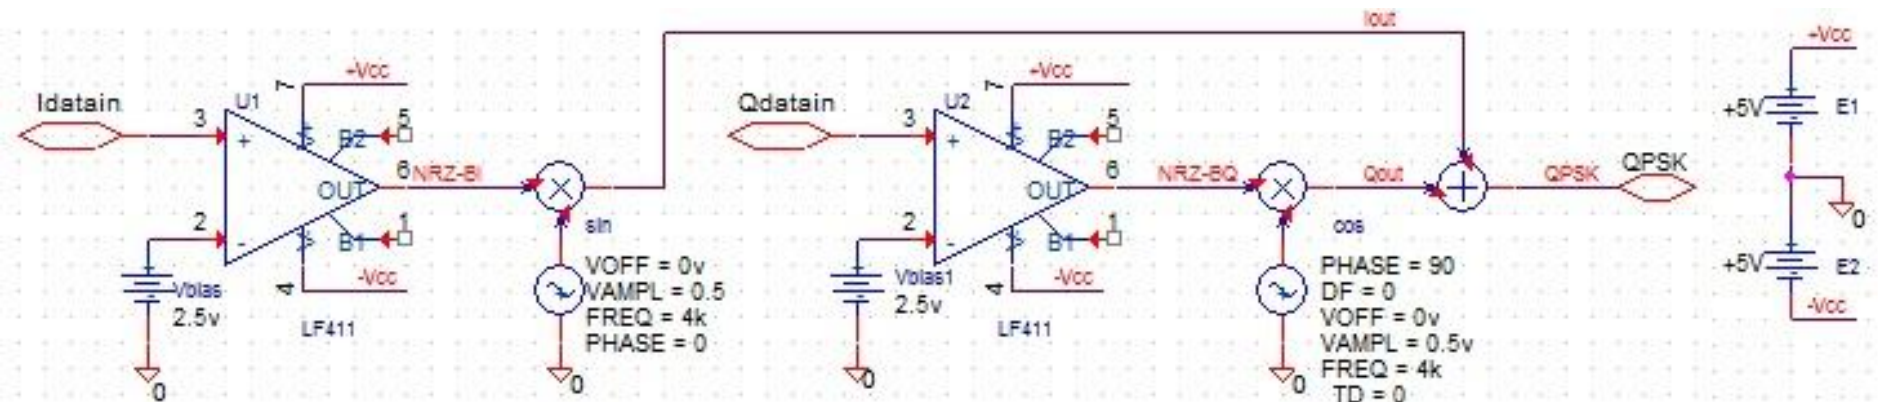 Iout
+Vcc
+Vcc
+Vcc
Idatain
U1
7
3
+
B2
5
6
OUT
NRZ-BI
2
-
B1
1
4
-Vcc
Vbias
2.5v
LF411
0
sin
VOFF = 0v
VAMPL = 0.5
FREQ = 4k
PHASE = 0
0
Qdatain
U2
7
3
+
B2
5
6
OUT
NRZ-BQ
2
-
B1
1
4
-Vcc
Vbias1
2.5v
LF411
0
Qout
cos
PHASE = 90
DF = 0
VOFF = 0v
VAMPL = 0.5v
FREQ = 4k
TD = 0
0
QPSK
QPSK
+5V
E1
0
+5V
E2
-Vcc